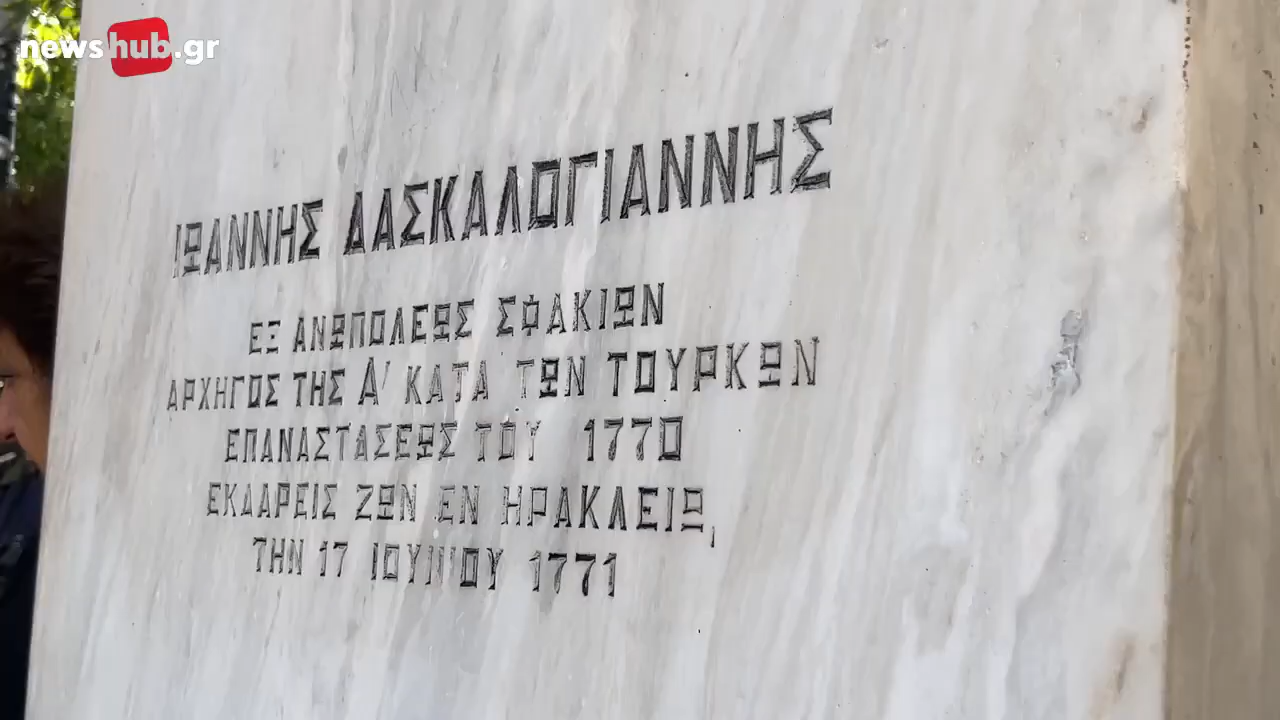 newshub.gr
ΙΩΑΝΝΗΣ ΔΑΣΚΑΛΟΓΙΑΝΝΗΣ
ΕΞ ΑΝΩΠΟΛΕΩΣ ΣΦΑΚΙΩΝ
ΑΡΧΗΓΟΣ ΤΗΣ Α' ΚΑΤΑ ΤΩΝ ΤΟΥΡΚΩΝ
ΕΠΑΝΑΣΤΑΣΕΩΣ ΤΟΥ 1770
ΕΚΔΑΡΕΙΣ ΖΩΝ ΕΝ ΗΡΑΚΛΕΙΩ,
ΤΗΝ 17 ΙΟΥΝΙΟΥ 1771